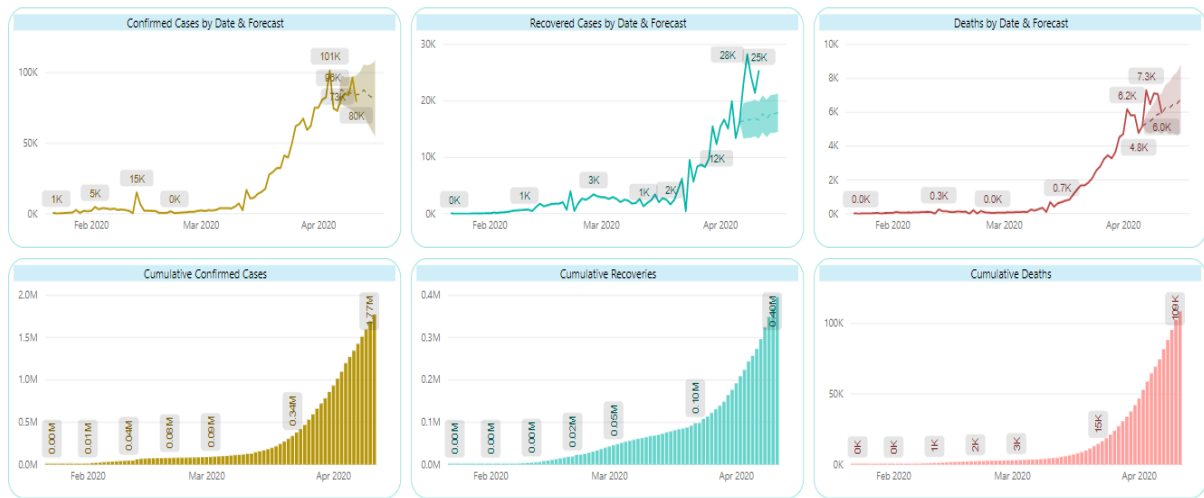 Confirmed Cases by Date & Forecast
100K
50K
0K
1K
5K
15K
0K
101K
96K
73K
80K
Feb 2020
Mar 2020
Apr 2020
Recovered Cases by Date & Forecast
30K
20K
10K
0K
0K
1K
3K
1K
2K
12K
28K
25K
Feb 2020
Mar 2020
Apr 2020
Deaths by Date & Forecast
10K
8K
6K
4K
2K
0K
0.0K
0.3K
0.0K
0.7K
6.2K
4.8K
7.3K
6.0K
Feb 2020
Mar 2020
Apr 2020
Cumulative Confirmed Cases
2.0M
1.5M
1.0M
0.5M
0.0M
0.00M
0.01M
0.04M
0.08M
0.09M
0.34M
1.77M
Feb 2020
Mar 2020
Apr 2020
Cumulative Recoveries
0.4M
0.3M
0.2M
0.1M
0.0M
0.00M
0.00M
0.00M
0.02M
0.05M
0.10M
0.40M
Feb 2020
Mar 2020
Apr 2020
Cumulative Deaths
100K
50K
0K
0K
0K
1K
2K
3K
15K
109K
Feb 2020
Mar 2020
Apr 2020